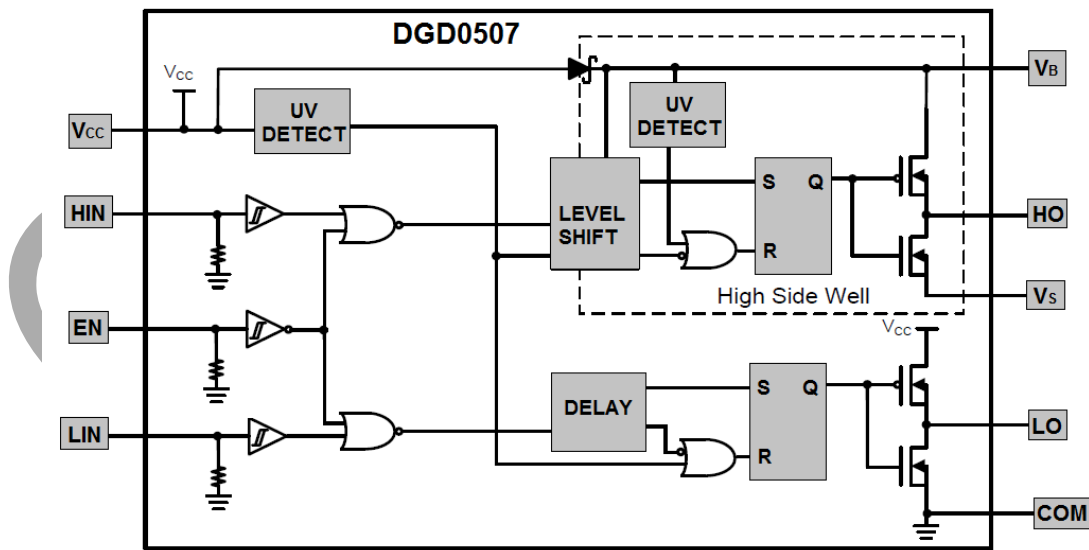 DGD0507
VCC
VB
UV
DETECT
UV
DETECT
VCC
HIN
LEVEL
SHIFT
S
Q
R
HO
High Side Well
VS
EN
VCC
DELAY
S
Q
R
LIN
LO
COM